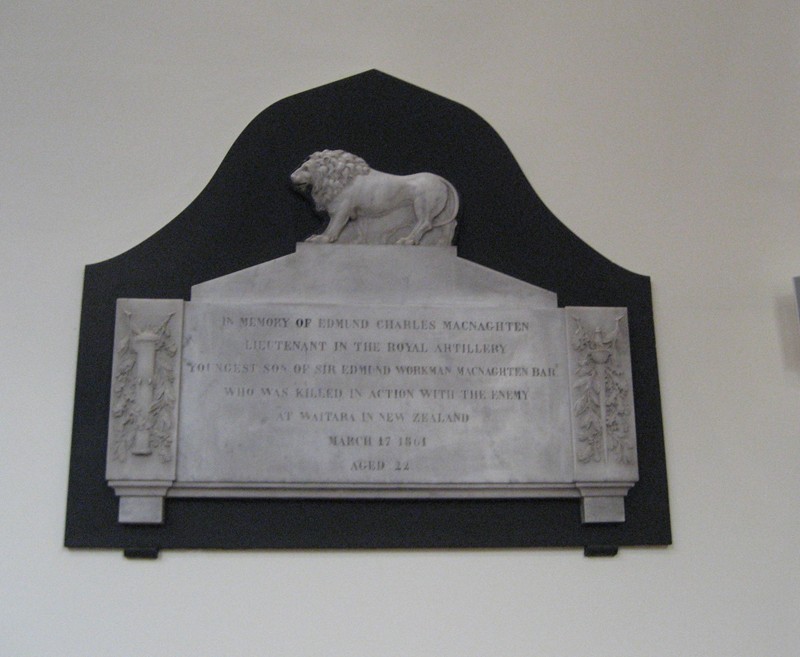 IN MEMORY OF EDMUND CHARLES MACNAGHTEN
LIEUTENANT IN THE ROYAL ARTILLERY
YOUNGEST SON OF SIR EDMUND WORKMAN MACNAGHTEN BART
WHO WAS KILLED IN ACTION WITH THE ENEMY
AT WAITARA IN NEW ZEALAND
MARCH 17 1861
AGED 22